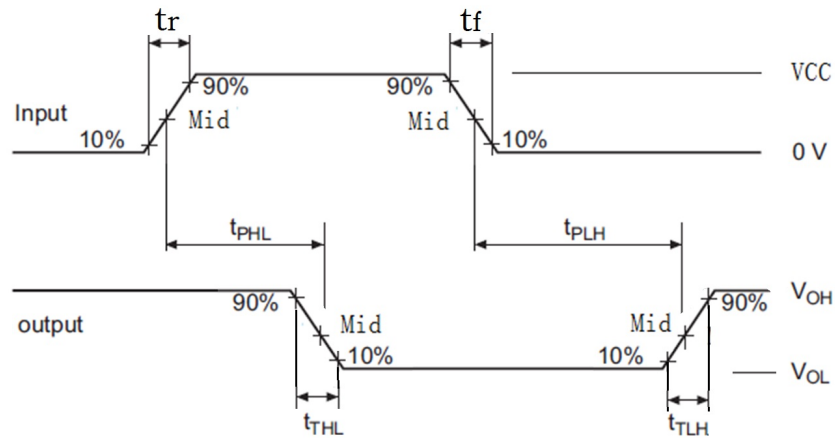 tr tf
90% 90% VCC
Input Mid Mid
10% 10% 0 V
tPHL tPLH
90% 90% VOH
output Mid Mid
10% 10% VOL
tTHL tTLH